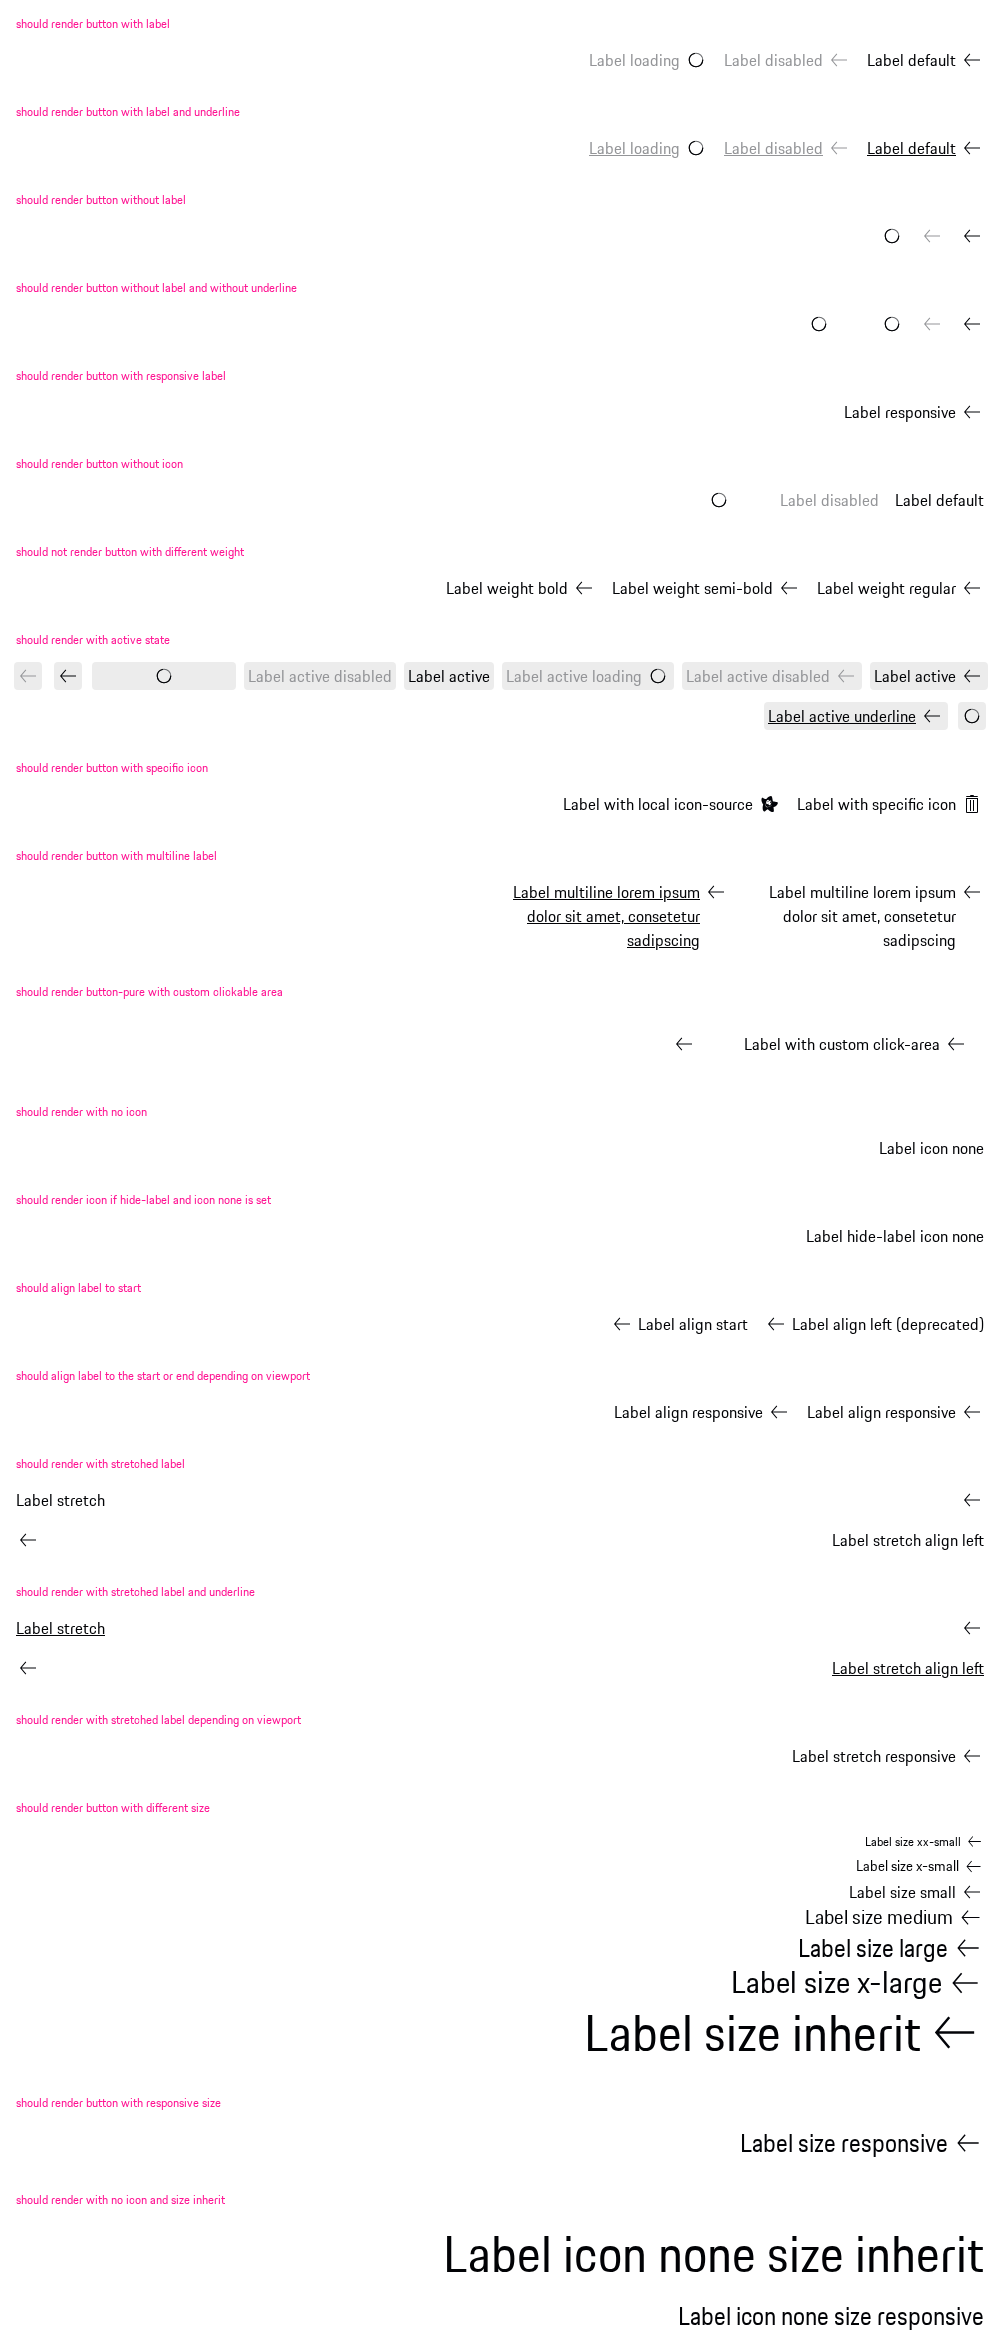 should render button with label
Label loading Label disabled Label default
should render button with label and underline
Label loading Label disabled Label default
should render button without label
should render button without label and without underline
should render button with responsive label
Label responsive
should render button without icon
Label disabled Label default
should not render button with different weight
Label weight bold Label weight semi-bold Label weight regular
should render with active state
Label active disabled Label active Label active loading Label active disabled Label active
Label active underline
should render button with specific icon
Label with local icon-source Label with specific icon
should render button with multiline label
Label multiline lorem ipsum Label multiline lorem ipsum
dolor sit amet, consetetur dolor sit amet, consetetur
sadipscing sadipscing
should render button-pure with custom clickable area
Label with custom click-area
should render with no icon
Label icon none
should render icon if hide-label and icon none is set
Label hide-label icon none
should align label to start
Label align start Label align left (deprecated)
should align label to the start or end depending on viewport
Label align responsive Label align responsive
should render with stretched label
Label stretch
Label stretch align left
should render with stretched label and underline
Label stretch
Label stretch align left
should render with stretched label depending on viewport
Label stretch responsive
should render button with different size
Label size xx-small
Label size x-small
Label size small
Label size medium
Label size large
Label size x-large
Label size inherit
should render button with responsive size
Label size responsive
should render with no icon and size inherit
Label icon none size inherit
Label icon none size responsive